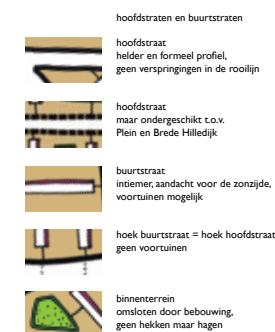 hoofdstraten en buurtstraten
hoofdstraat
helder en formeel profiel,
geen verspringingen in de rooilijn
hoofdstraat
maar ondergeschikt t.o.v.
Plein en Brede Hilledijk
buurtstraat
intiemer, aandacht voor de zonzijde,
voortuinen mogelijk
hoek buurtstraat = hoek hoofdstraat
geen voortuinen
binnenterrein
omsloten door bebouwing,
geen hekken maar hagen